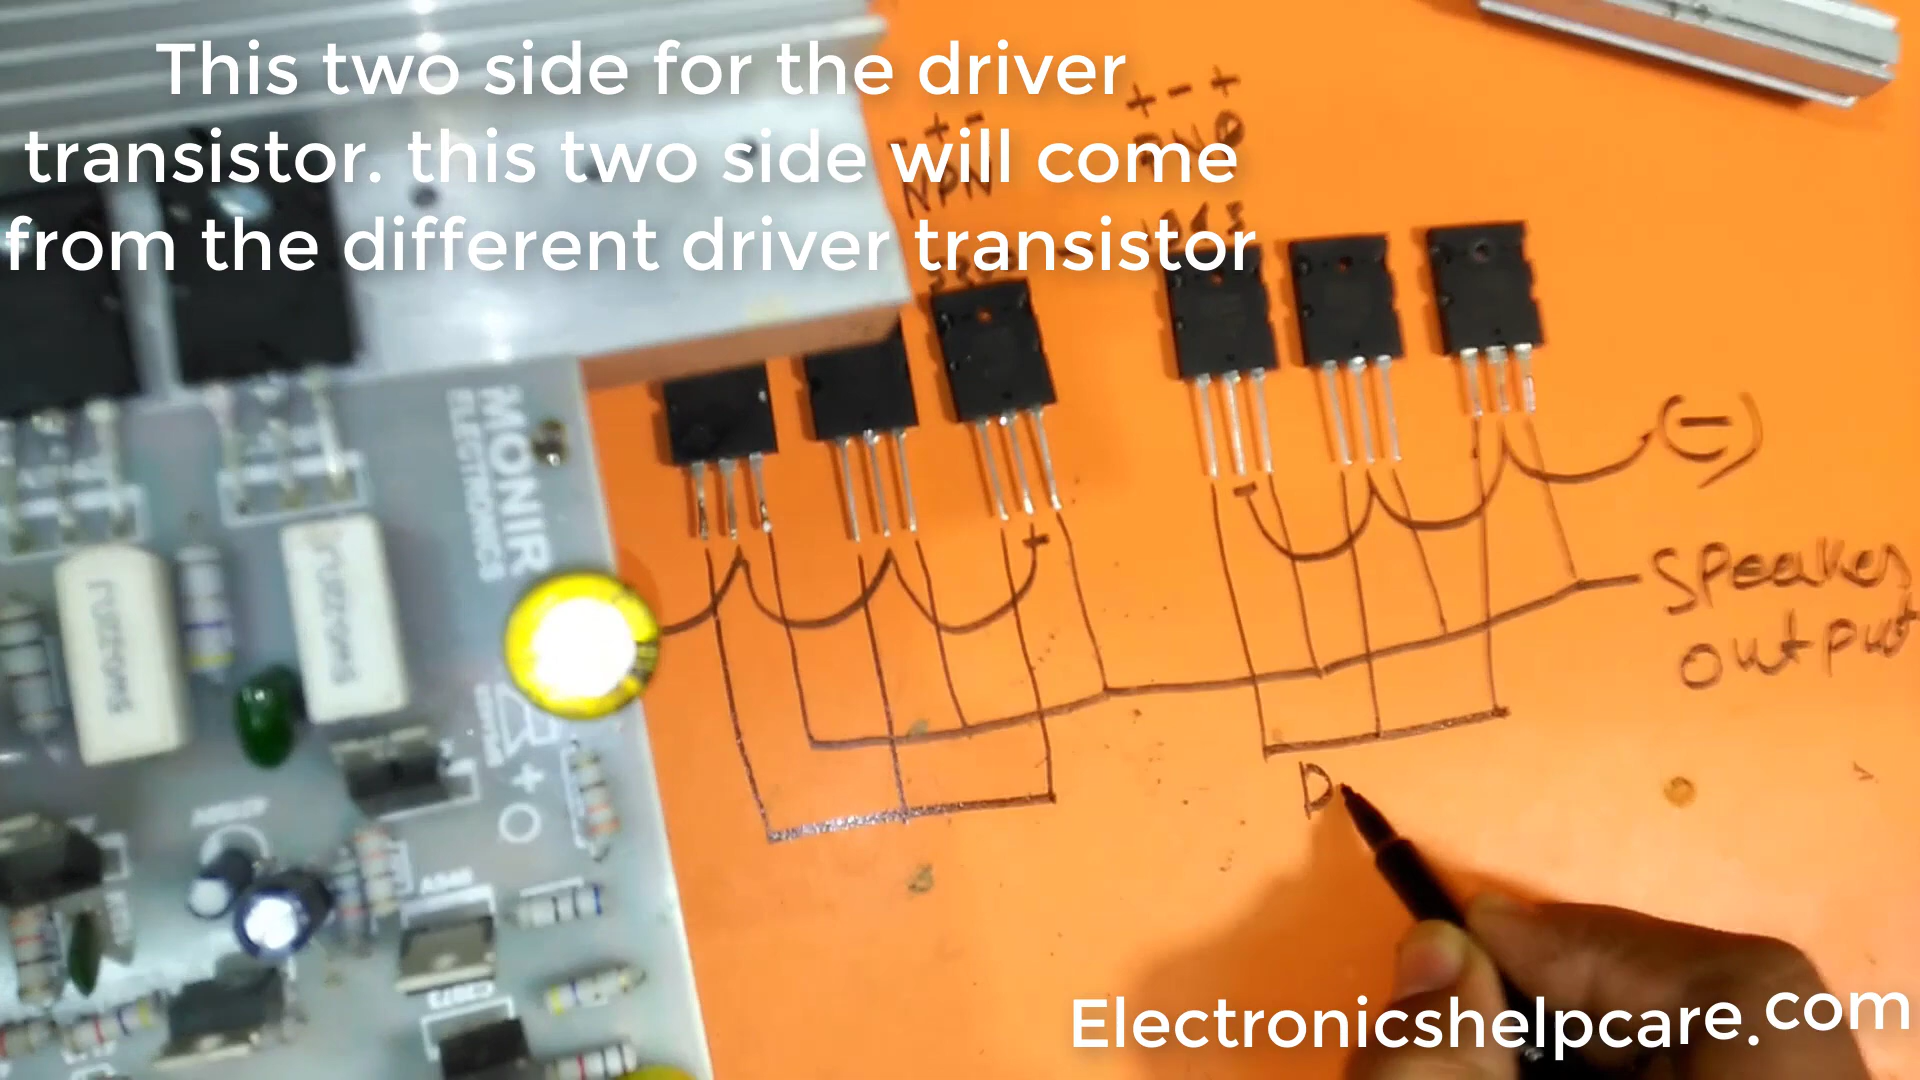 This two side for the driver
transistor. this two side will come
from the different driver transistor
- + -
NPN
+ - +
PNP
MONIR
ELECTRONICS
+
-
(-)
Speaker
output
D
Electronicshelpcare.com